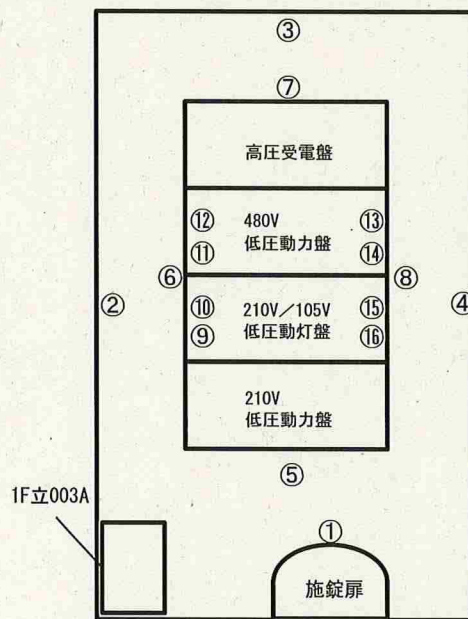 ③
⑦
高圧受電盤
⑫ 480V ⑬
低圧動力盤
⑪ ⑭
⑥ ⑧
② ④
⑩ 210V／105V ⑮
低圧動灯盤
⑨ ⑯
210V
低圧動力盤
⑤
1F立003A
①
施錠扉